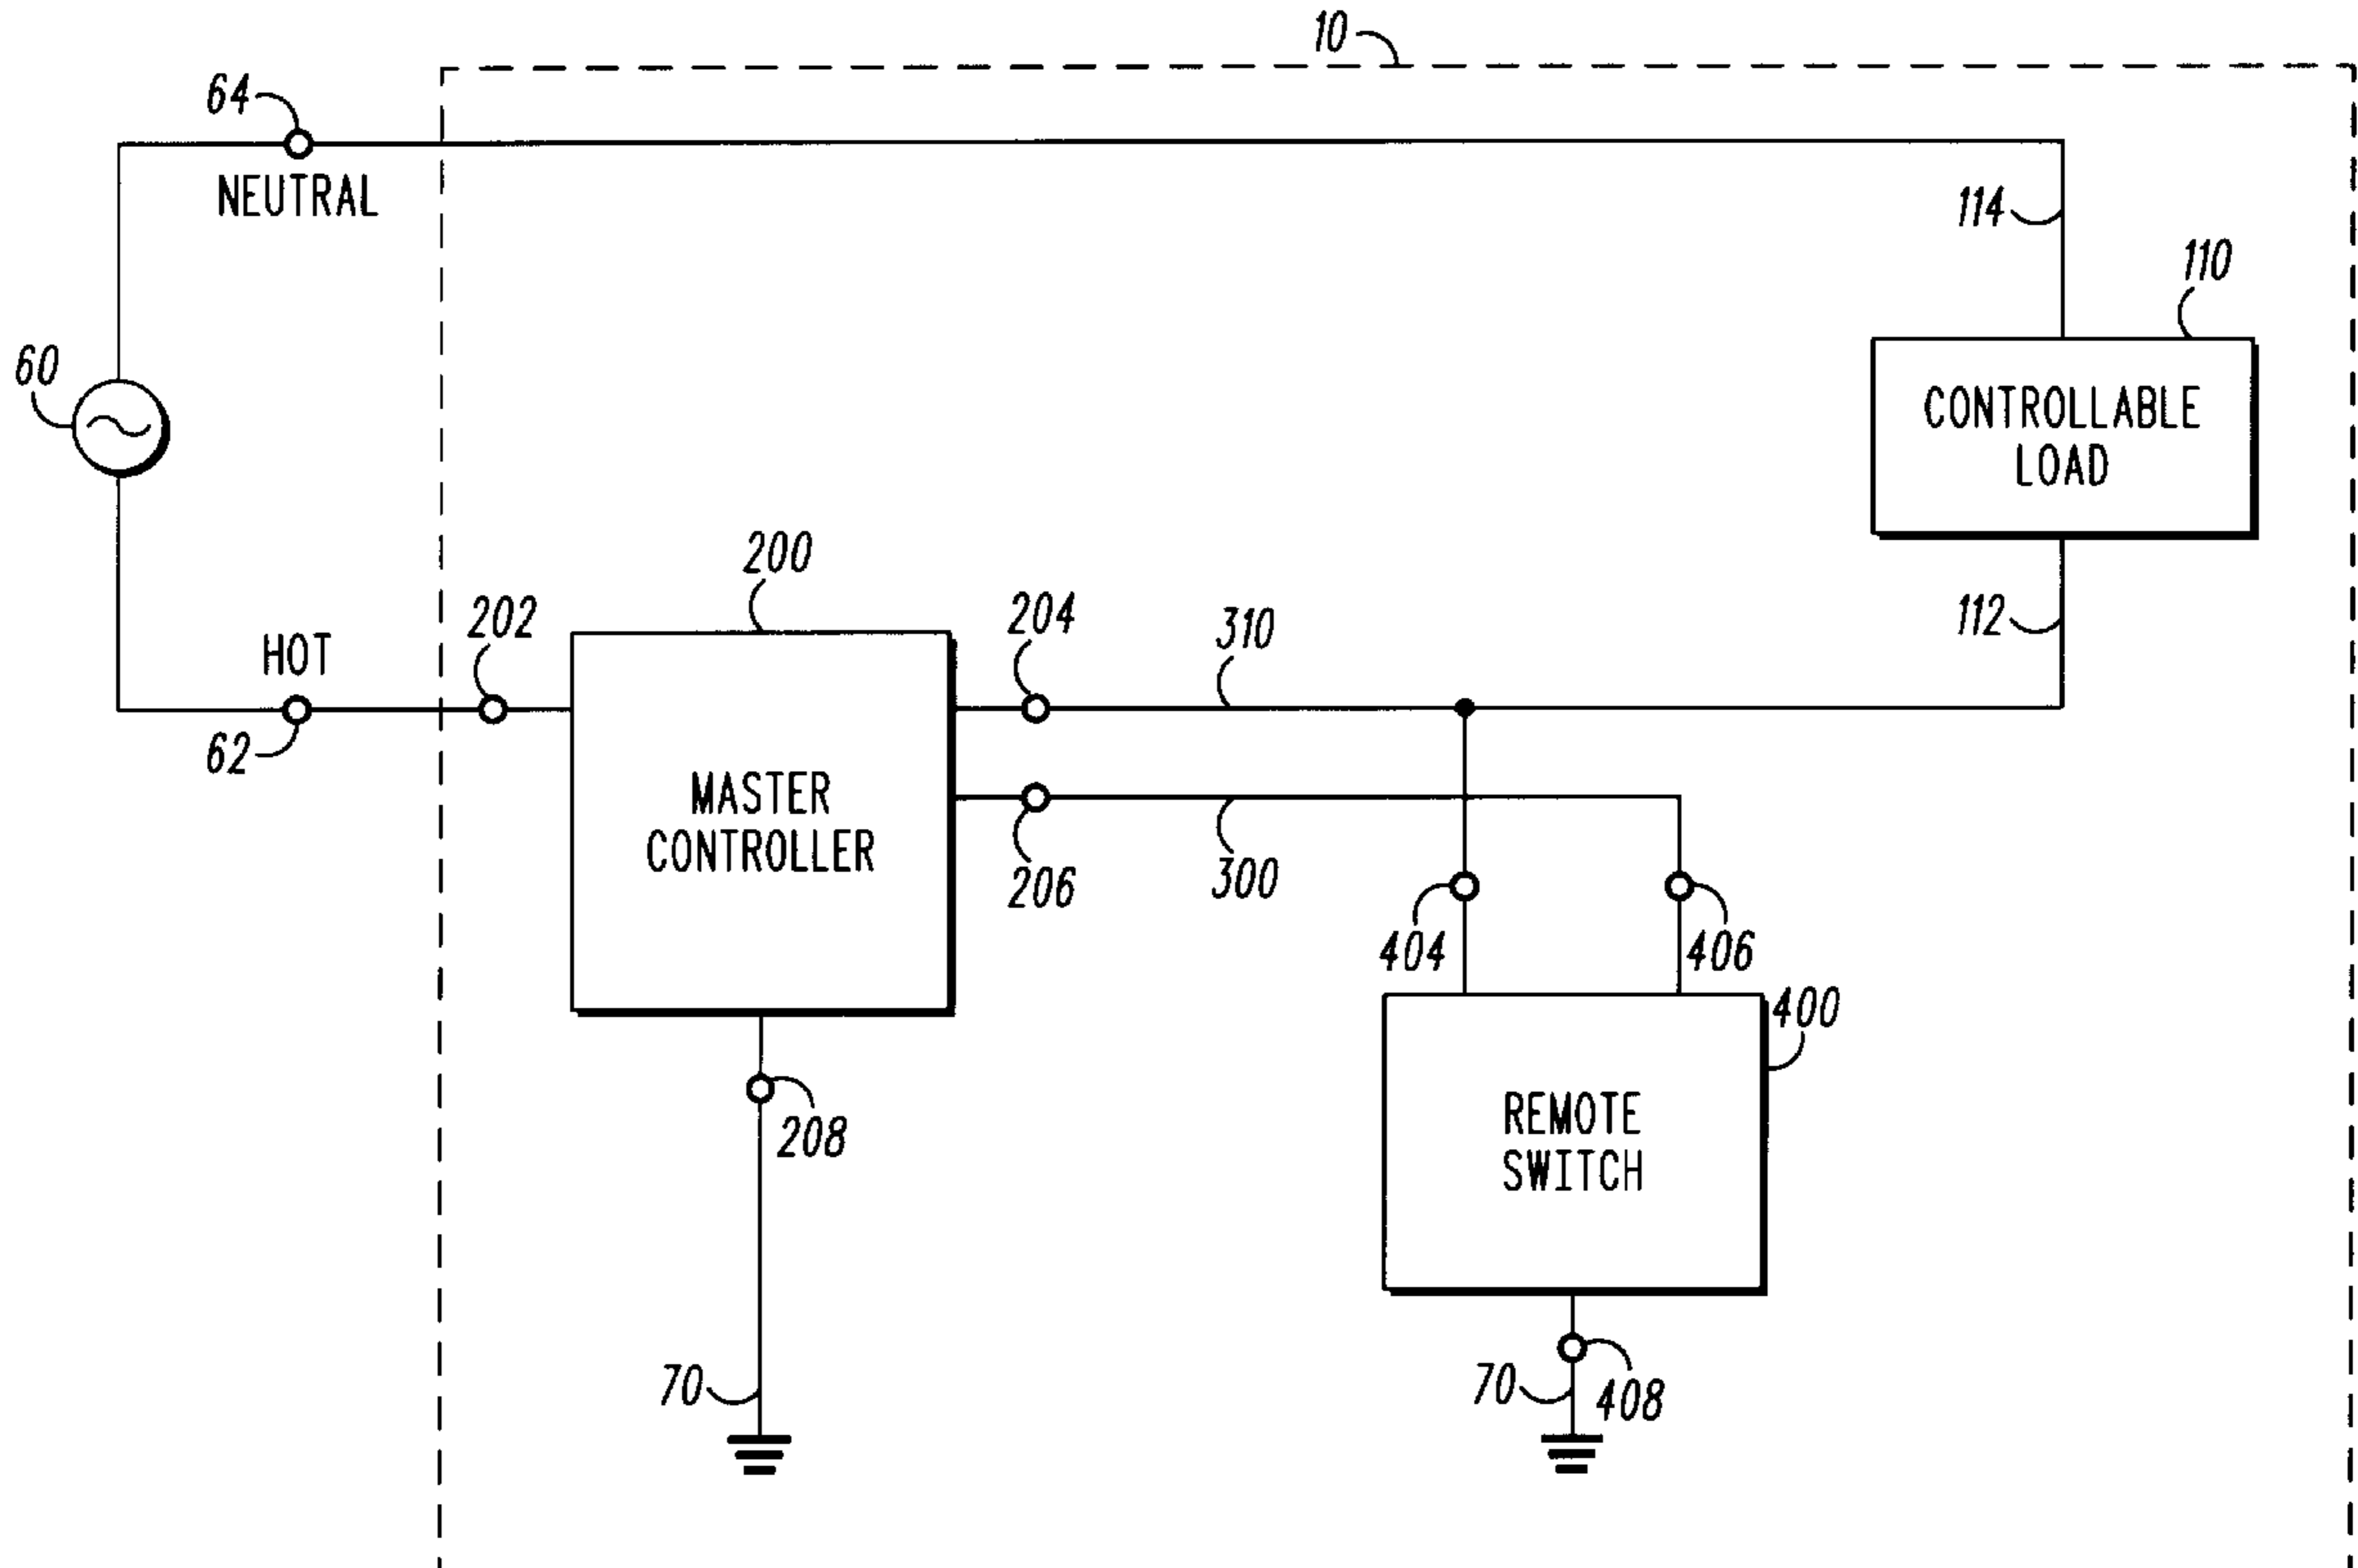 10
64
NEUTRAL
114
110
60
CONTROLLABLE
LOAD
200
202
204
310
112
HOT
62
MASTER
CONTROLLER
206
300
404
406
400
208
REMOTE
SWITCH
70
70
408